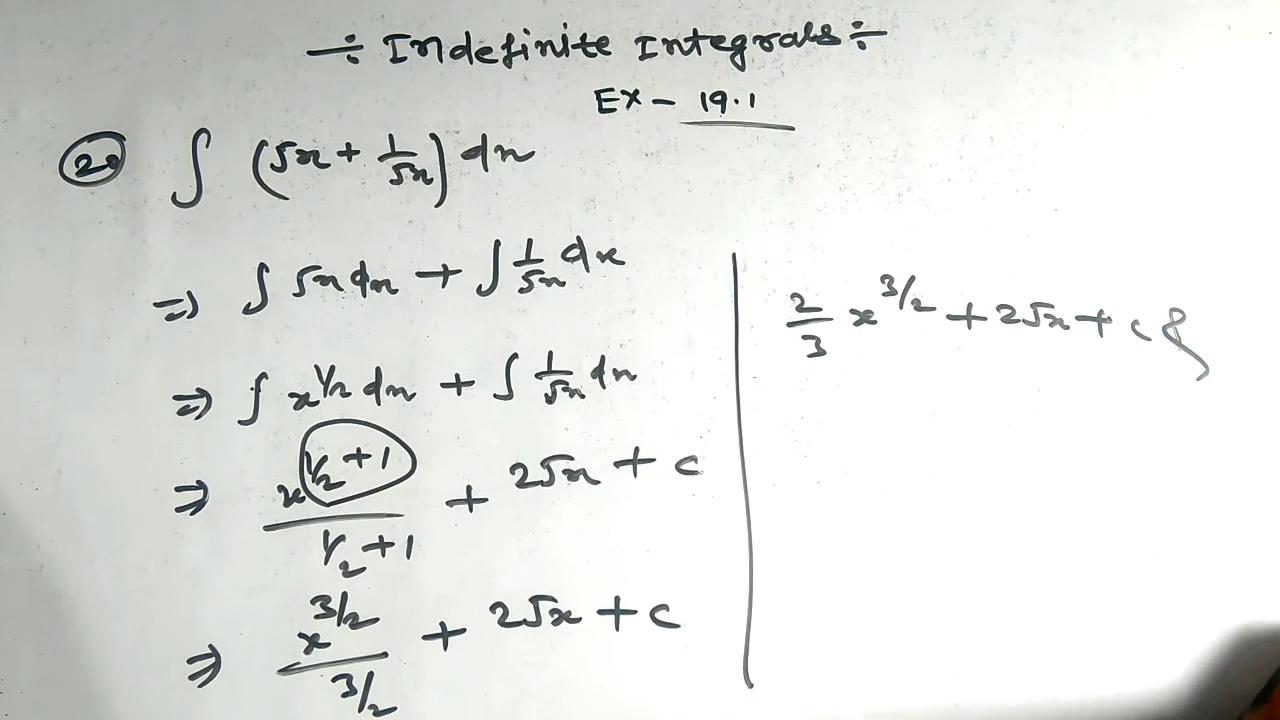 ÷ Indefinite Integrals ÷
EX - 19.1
(20) ∫ (√x + 1/√x) dx
⇒ ∫ √x dx + ∫ 1/√x dx
⇒ ∫ x^1/2 dx + ∫ 1/√x dx
⇒ x^(1/2 + 1) / (1/2 + 1) + 2√x + c
⇒ x^3/2 / (3/2) + 2√x + c
2/3 x^3/2 + 2√x + c